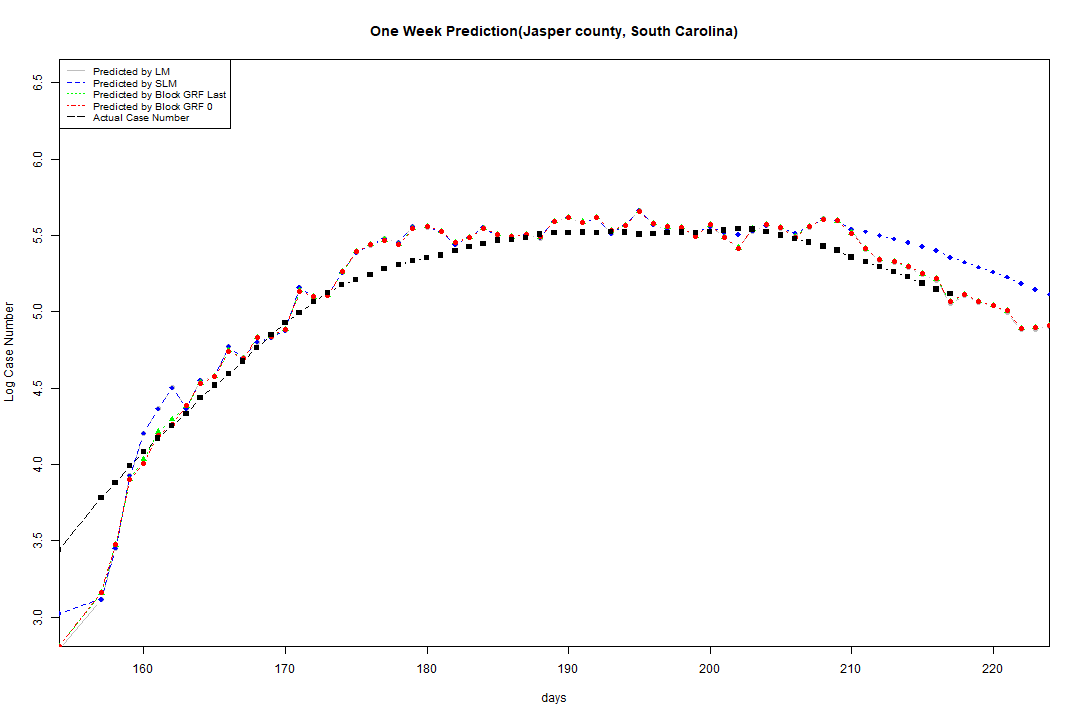 One Week Prediction(Jasper county, South Carolina)
Predicted by LM
Predicted by SLM
Predicted by Block GRF Last
Predicted by Block GRF 0
Actual Case Number
6.5
6.0
5.5
5.0
4.5
4.0
3.5
3.0
Log Case Number
160 170 180 190 200 210 220
days